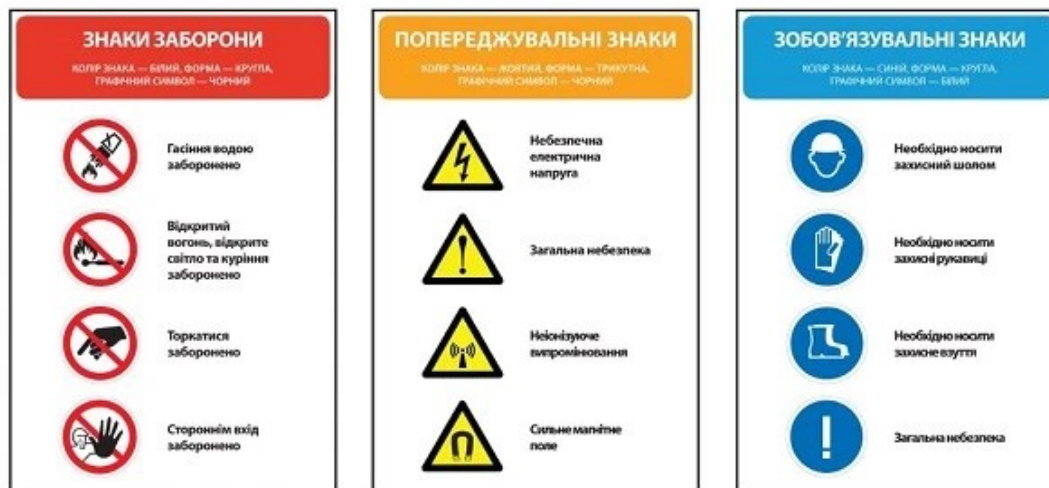 ЗНАКИ ЗАБОРОНИ
КОЛІР ЗНАКА — БІЛИЙ, ФОРМА — КРУГЛА,
ГРАФІЧНИЙ СИМВОЛ — ЧОРНИЙ
Гасіння водою
заборонено
Відкритий
вогонь, відкрите
світло та куріння
заборонено
Торкатися
заборонено
Стороннім вхід
заборонено
ПОПЕРЕДЖУВАЛЬНІ ЗНАКИ
КОЛІР ЗНАКА — ЖОВТИЙ, ФОРМА — ТРИКУТНА,
ГРАФІЧНИЙ СИМВОЛ — ЧОРНИЙ
Небезпечна
електрична
напруга
Загальна небезпека
Неіонізуюче
випромінювання
Сильне магнітне
поле
ЗОБОВ'ЯЗУВАЛЬНІ ЗНАКИ
КОЛІР ЗНАКА — СИНІЙ, ФОРМА — КРУГЛА,
ГРАФІЧНИЙ СИМВОЛ — БІЛИЙ
Необхідно носити
захисний шолом
Необхідно носити
захисні рукавиці
Необхідно носити
захисне взуття
Загальна небезпека